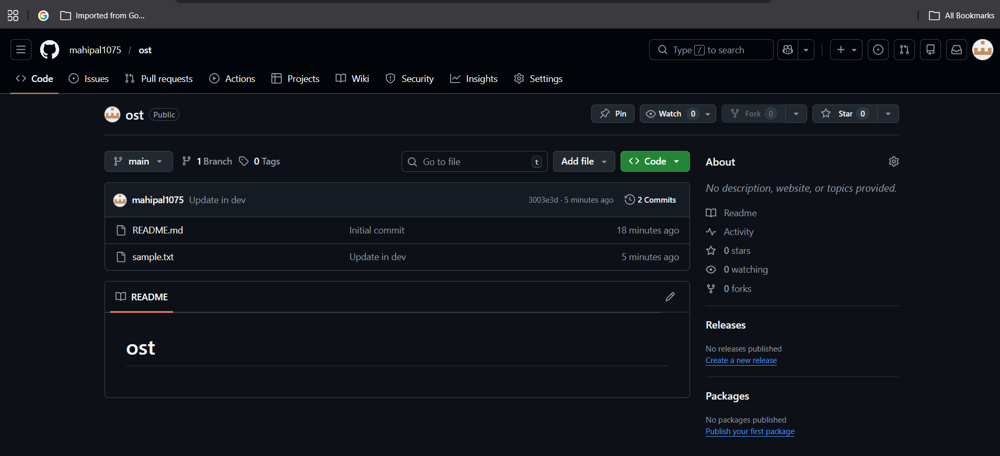 Imported from Go...
All Bookmarks
mahipal1075 / ost
Type / to search
Code
Issues
Pull requests
Actions
Projects
Wiki
Security
Insights
Settings
ost Public
Pin
Watch 0
Fork 0
Star 0
main
1 Branch
0 Tags
Go to file
t
Add file
Code
mahipal1075 Update in dev
3003e3d · 5 minutes ago
2 Commits
README.md
Initial commit
18 minutes ago
sample.txt
Update in dev
5 minutes ago
README
ost
About
No description, website, or topics provided.
Readme
Activity
0 stars
0 watching
0 forks
Releases
No releases published
Create a new release
Packages
No packages published
Publish your first package